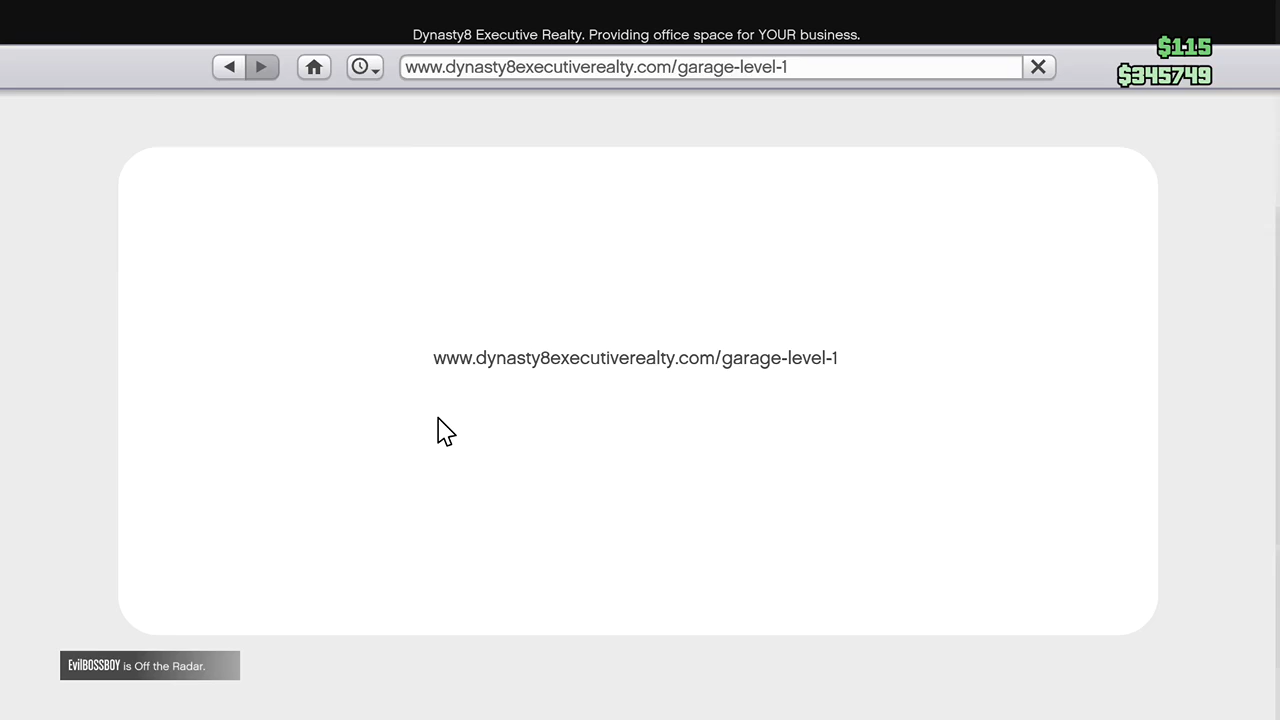 Dynasty8 Executive Realty. Providing office space for YOUR business.
$115
www.dynasty8executiverealty.com/garage-level-1
$345749
www.dynasty8executiverealty.com/garage-level-1
EvilBOSSBOY is Off the Radar.